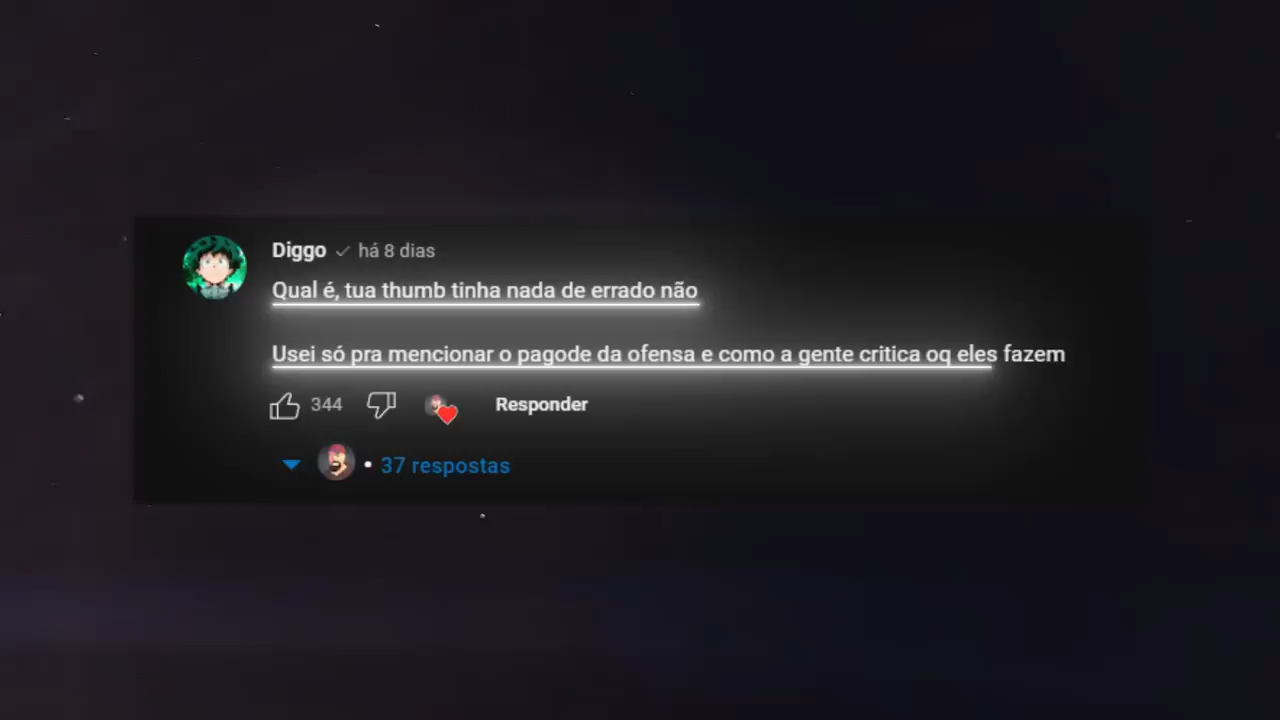 Diggo há 8 dias
Qual é, tua thumb tinha nada de errado não
Usei só pra mencionar o pagode da ofensa e como a gente critica oq eles fazem
344 Responder
• 37 respostas